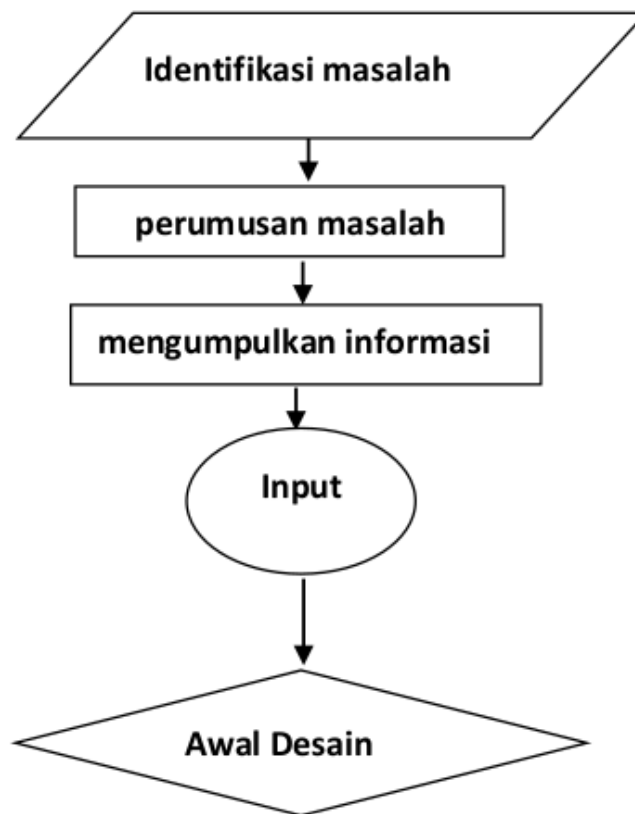 Identifikasi masalah
perumusan masalah
mengumpulkan informasi
Input
Awal Desain